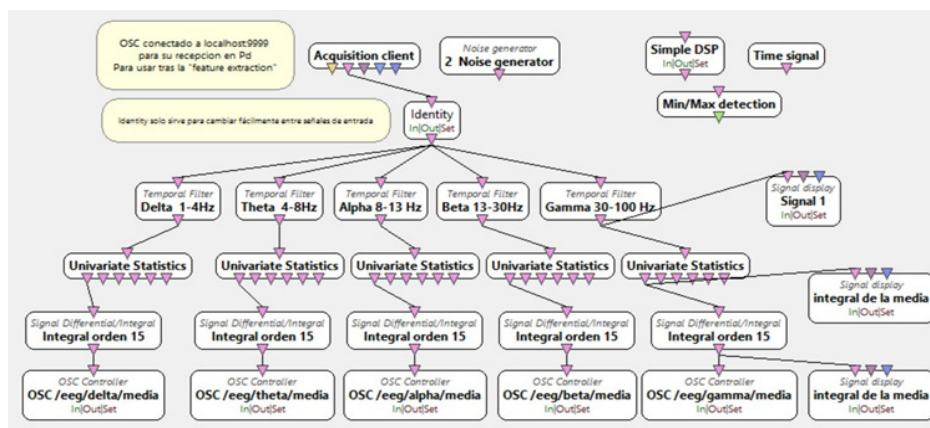 OSC conectado a localhost:9999
para su recepcion en Pd
Para usar tras la "feature extraction"
Acquisition client
Noise generator
2 Noise generator
Simple DSP
In|Out|Set
Time signal
Min/Max detection
Identity solo sirve para cambiar fácilmente entre señales de entrada
Identity
In|Out|Set
Temporal Filter
Delta 1-4Hz
Temporal Filter
Theta 4-8Hz
Temporal Filter
Alpha 8-13 Hz
Temporal Filter
Beta 13-30Hz
Temporal Filter
Gamma 30-100 Hz
Signal display
Signal 1
In|Out|Set
Univariate Statistics
Univariate Statistics
Univariate Statistics
Univariate Statistics
Univariate Statistics
Signal display
integral de la media
In|Out|Set
Signal Differential/Integral
Integral orden 15
Signal Differential/Integral
Integral orden 15
Signal Differential/Integral
Integral orden 15
Signal Differential/Integral
Integral orden 15
Signal Differential/Integral
Integral orden 15
OSC Controller
OSC /eeg/delta/media
In|Out|Set
OSC Controller
OSC /eeg/theta/media
In|Out|Set
OSC Controller
OSC /eeg/alpha/media
In|Out|Set
OSC Controller
OSC /eeg/beta/media
In|Out|Set
OSC Controller
OSC /eeg/gamma/media
In|Out|Set
Signal display
integral de la media
In|Out|Set